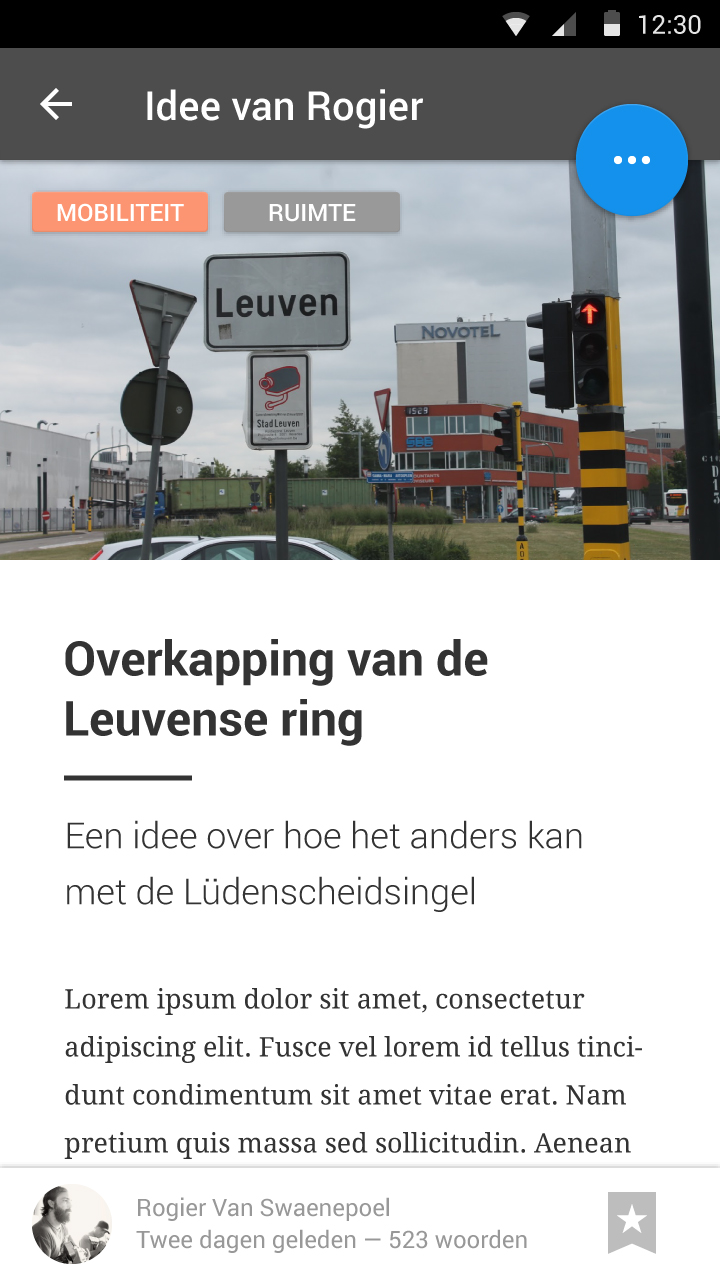 12:30
Idee van Rogier
MOBILITEIT
RUIMTE
Leuven
NOVOTEL
Stad Leuven
1529
Overkapping van de
Leuvense ring
Een idee over hoe het anders kan
met de Lüdenscheidsingel
Lorem ipsum dolor sit amet, consectetur
adipiscing elit. Fusce vel lorem id tellus tinci-
dunt condimentum sit amet vitae erat. Nam
pretium quis massa sed sollicitudin. Aenean
Rogier Van Swaenepoel
Twee dagen geleden — 523 woorden